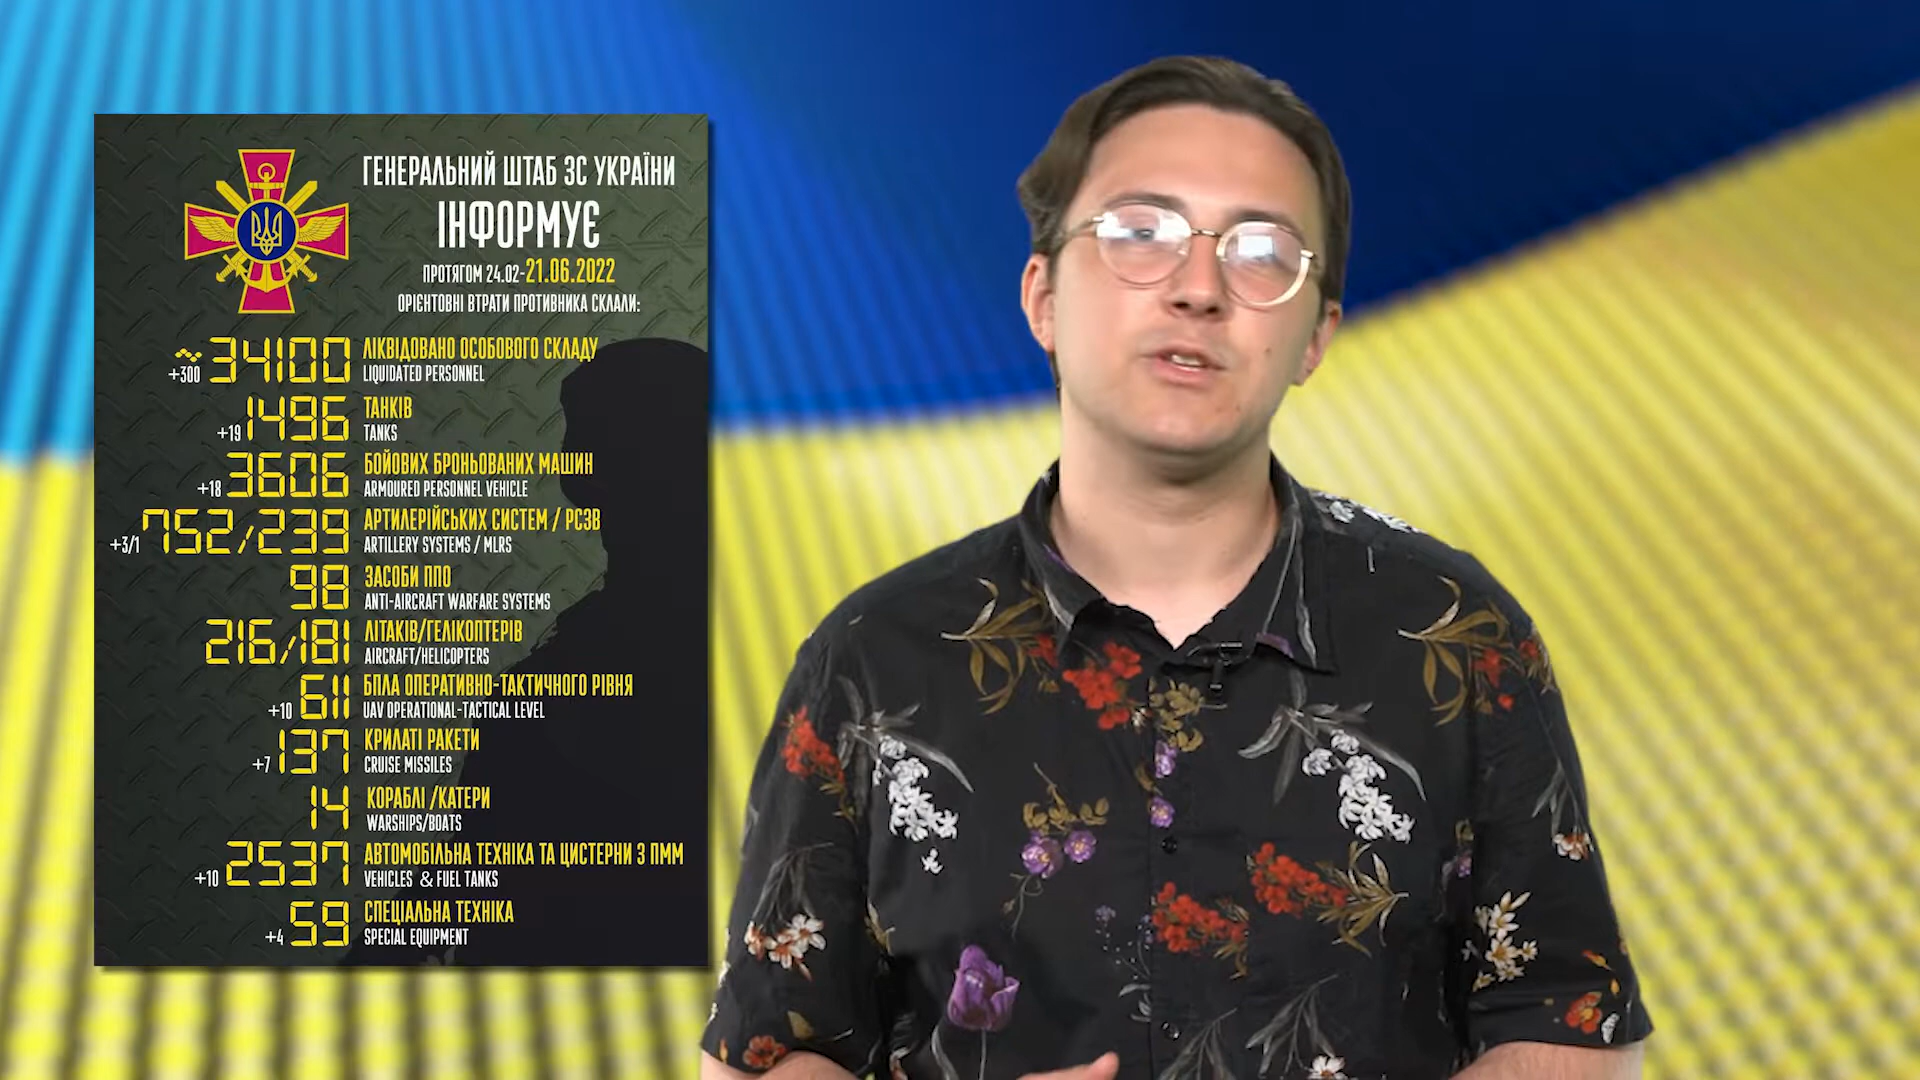 ГЕНЕРАЛЬНИЙ ШТАБ ЗС УКРАЇНИ
ІНФОРМУЄ
ПРОТЯГОМ 24.02-21.06.2022
ОРІЄНТОВНІ ВТРАТИ ПРОТИВНИКА СКЛАЛИ:
+300 ~34100 ЛІКВІДОВАНО ОСОБОВОГО СКЛАДУ
LIQUIDATED PERSONNEL
+19 1496 ТАНКІВ
TANKS
+18 3606 БОЙОВИХ БРОНЬОВАНИХ МАШИН
ARMOURED PERSONNEL VEHICLE
+3/1 752/239 АРТИЛЕРІЙСЬКИХ СИСТЕМ / РСЗВ
ARTILLERY SYSTEMS / MLRS
98 ЗАСОБИ ППО
ANTI-AIRCRAFT WARFARE SYSTEMS
216/181 ЛІТАКІВ/ГЕЛІКОПТЕРІВ
AIRCRAFT/HELICOPTERS
+10 611 БПЛА ОПЕРАТИВНО-ТАКТИЧНОГО РІВНЯ
UAV OPERATIONAL-TACTICAL LEVEL
+7 137 КРИЛАТІ РАКЕТИ
CRUISE MISSILES
14 КОРАБЛІ /КАТЕРИ
WARSHIPS/BOATS
+10 2537 АВТОМОБІЛЬНА ТЕХНІКА ТА ЦИСТЕРНИ З ПММ
VEHICLES & FUEL TANKS
+4 59 СПЕЦІАЛЬНА ТЕХНІКА
SPECIAL EQUIPMENT